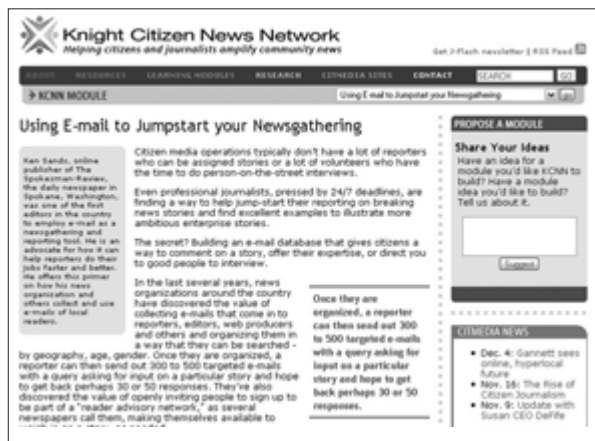 Knight Citizen News Network
Helping citizens and journalists amplify community news
Get J-Flash newsletter | RSS Feed
ABOUT RESOURCES LEARNING MODULES RESEARCH CITMEDIA SITES CONTACT SEARCH GO
KCNN MODULE
Using E-mail to Jumpstart your Newsgathering
go
Using E-mail to Jumpstart your Newsgathering
Ken Sands, online
publisher of The
Spokesman-Review,
the daily newspaper in
Spokane, Washington,
was one of the first
editors in the country
to employ e-mail as a
newsgathering and
reporting tool. He is an
advocate for how it can
help reporters do their
jobs faster and better.
He offers this primer
on how his news
organization and
others collect and use
e-mails of local
readers.
Citizen media operations typically don't have a lot of reporters
who can be assigned stories or a lot of volunteers who have
the time to do person-on-the-street interviews.
Even professional journalists, pressed by 24/7 deadlines, are
finding a way to help jump-start their reporting on breaking
news stories and find excellent examples to illustrate more
ambitious enterprise stories.
The secret? Building an e-mail database that gives citizens a
way to comment on a story, offer their expertise, or direct you
to good people to interview.
In the last several years, news
organizations around the country
have discovered the value of
collecting e-mails that come in to
reporters, editors, web producers
and others and organizing them in
a way that they can be searched -
by geography, age, gender. Once they are organized, a
reporter can then send out 300 to 500 targeted e-mails
with a query asking for input on a particular story and hope
to get back perhaps 30 or 50 responses. They've also
discovered the value of openly inviting people to sign up to
be part of a "reader advisory network," as several
newspapers call them, making themselves available to
Once they are
organized, a reporter
can then send out 300
to 500 targeted e-mails
with a query asking for
input on a particular
story and hope to get
back perhaps 30 or 50
responses.
PROPOSE A MODULE
Share Your Ideas
Have an idea for a
module you'd like KCNN to
build? Have a module
idea you'd like to build?
Tell us about it.
Suggest
CITMEDIA NEWS
Dec. 4: Gannett sees
online, hyperlocal
future
Nov. 16: The Rise of
Citizen Journalism
Nov. 9: Update with
Susan CEO DeFife